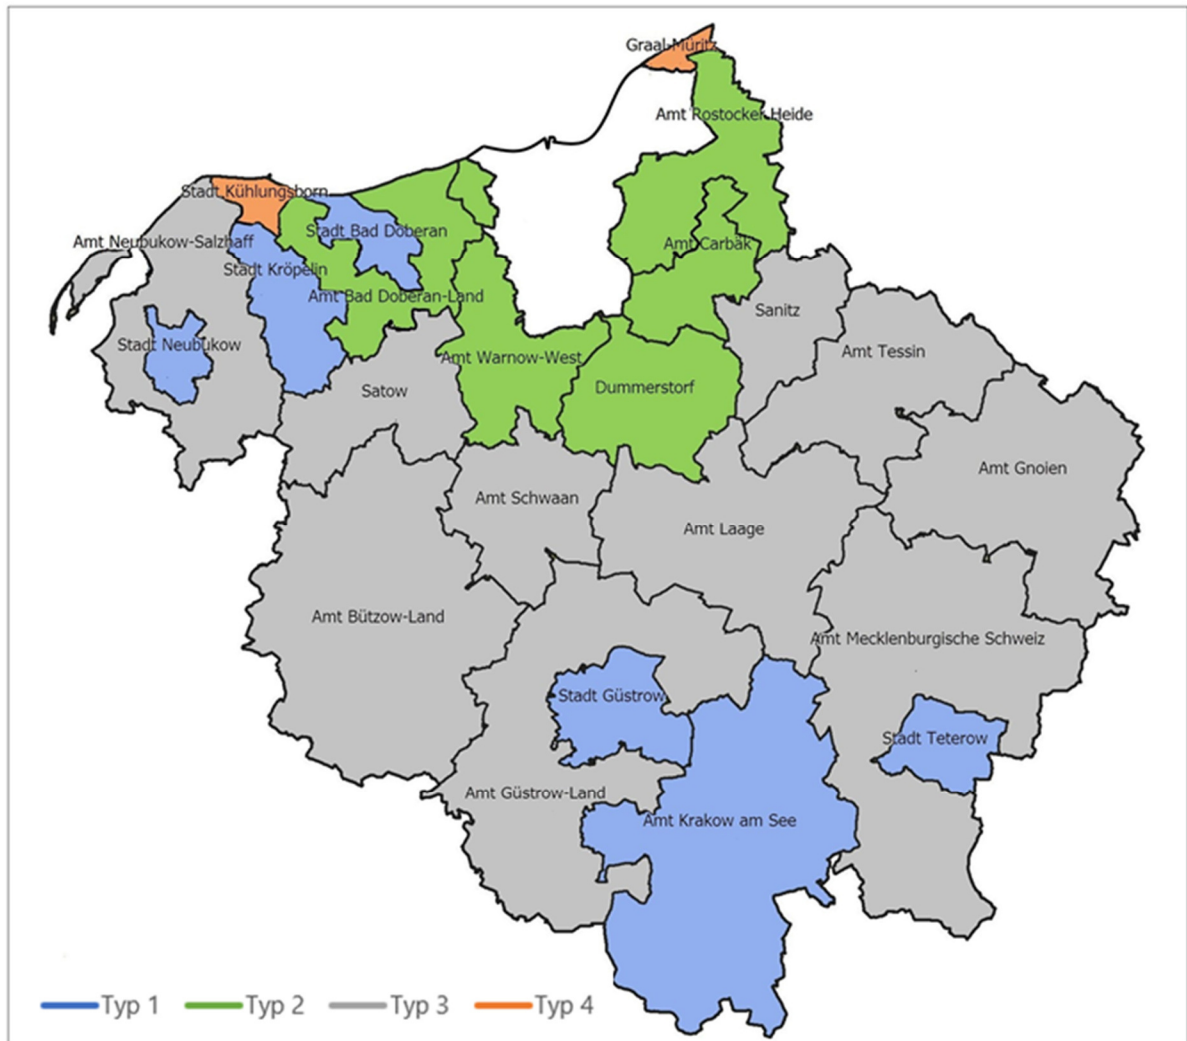 Graal-Müritz
Amt Rostocker Heide
Stadt Kühlungsborn
Stadt Bad Doberan
Amt Neubukow-Salzhaff
Amt Carbäk
Stadt Kröpelin
Amt Bad Doberan-Land
Sanitz
Stadt Neubukow
Amt Warnow-West
Amt Tessin
Satow
Dummerstorf
Amt Gnoien
Amt Schwaan
Amt Laage
Amt Bützow-Land
Amt Mecklenburgische Schweiz
Stadt Güstrow
Stadt Teterow
Amt Güstrow-Land
Amt Krakow am See
Typ 1 Typ 2 Typ 3 Typ 4